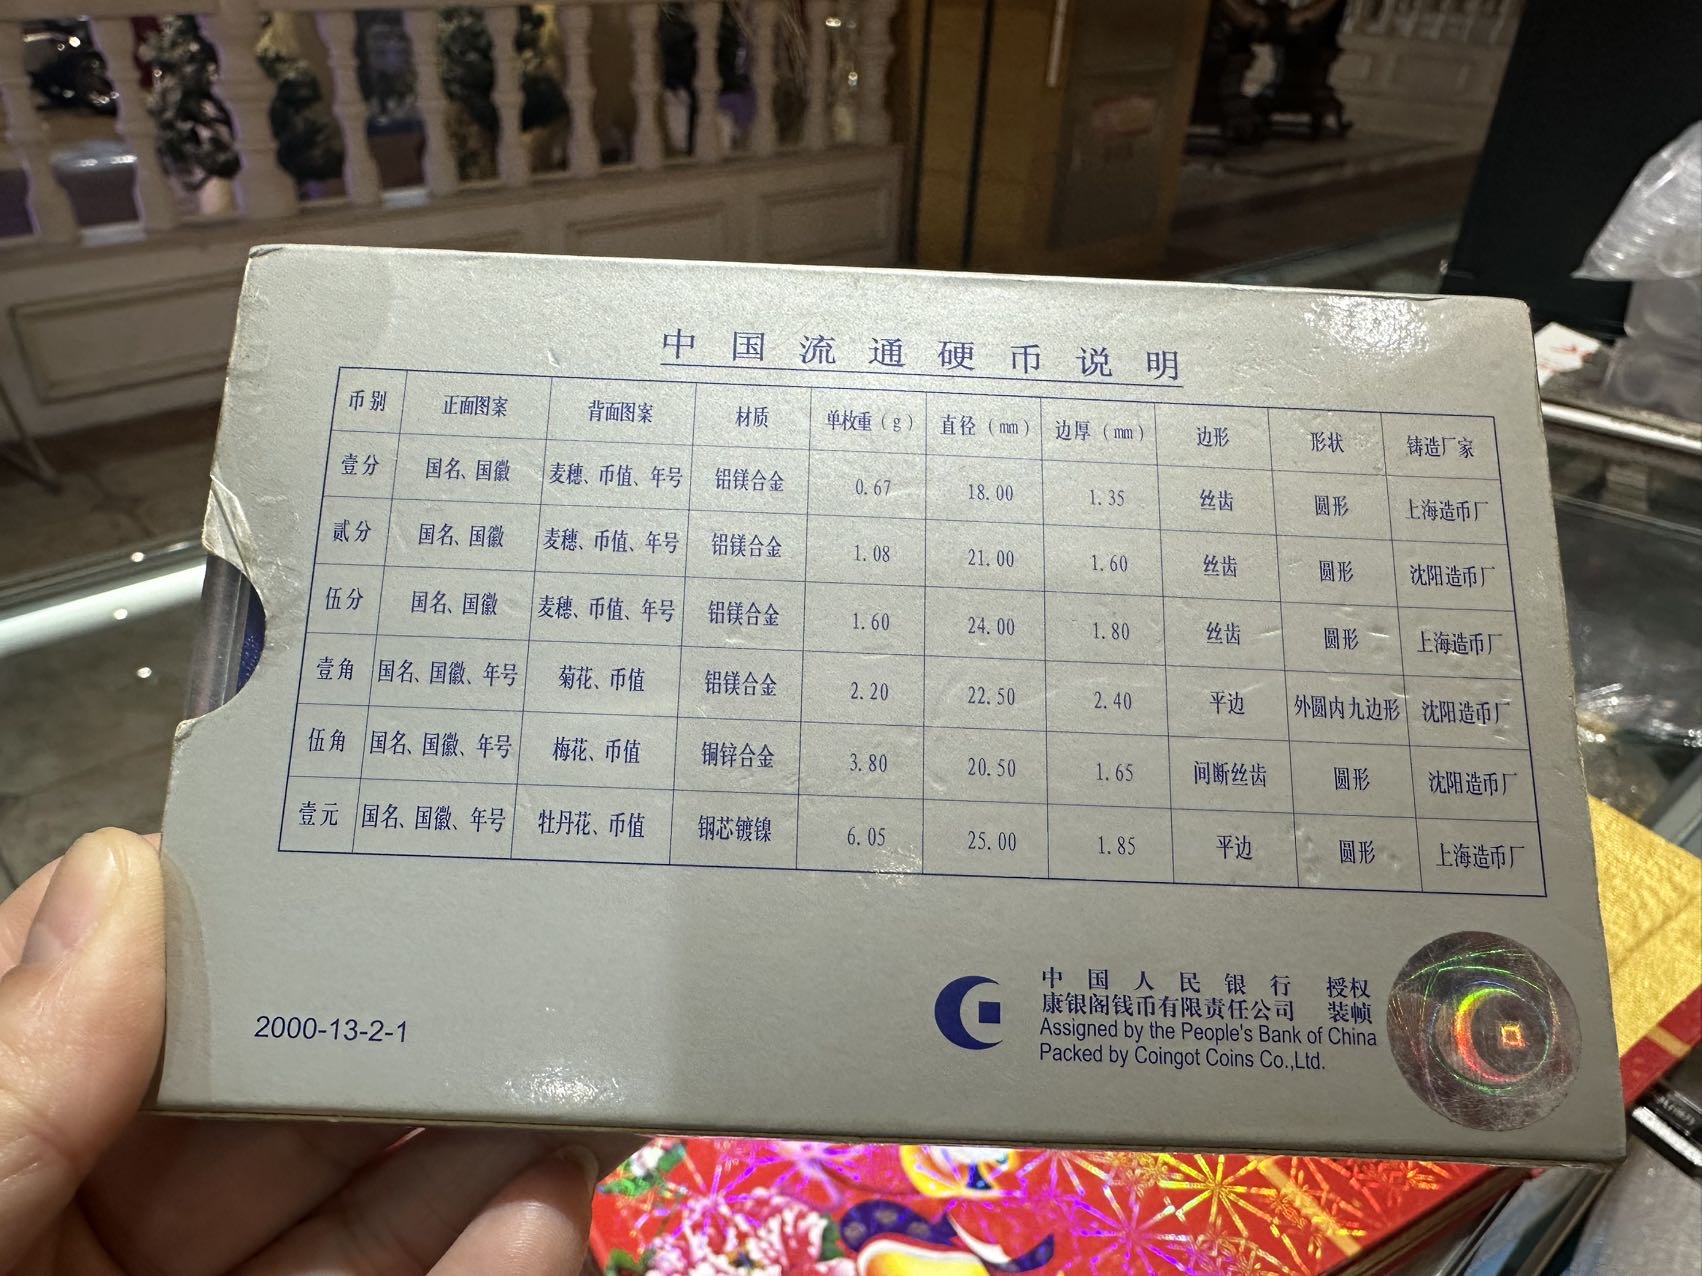 中国流通硬币说明
币别 正面图案 背面图案 材质 单枚重（g） 直径（mm） 边厚（mm） 边形 形状 铸造厂家
壹分 国名、国徽 麦穗、币值、年号 铝镁合金 0.67 18.00 1.35 丝齿 圆形 上海造币厂
贰分 国名、国徽 麦穗、币值、年号 铝镁合金 1.08 21.00 1.60 丝齿 圆形 沈阳造币厂
伍分 国名、国徽 麦穗、币值、年号 铝镁合金 1.60 24.00 1.80 丝齿 圆形 上海造币厂
壹角 国名、国徽、年号 菊花、币值 铝镁合金 2.20 22.50 2.40 平边 外圆内九边形 沈阳造币厂
伍角 国名、国徽、年号 梅花、币值 铜锌合金 3.80 20.50 1.65 间断丝齿 圆形 沈阳造币厂
壹元 国名、国徽、年号 牡丹花、币值 钢芯镀镍 6.05 25.00 1.85 平边 圆形 上海造币厂
2000-13-2-1
中国人民银行 授权
康银阁钱币有限责任公司 装帧
Assigned by the People's Bank of China
Packed by Coingot Coins Co.,Ltd.